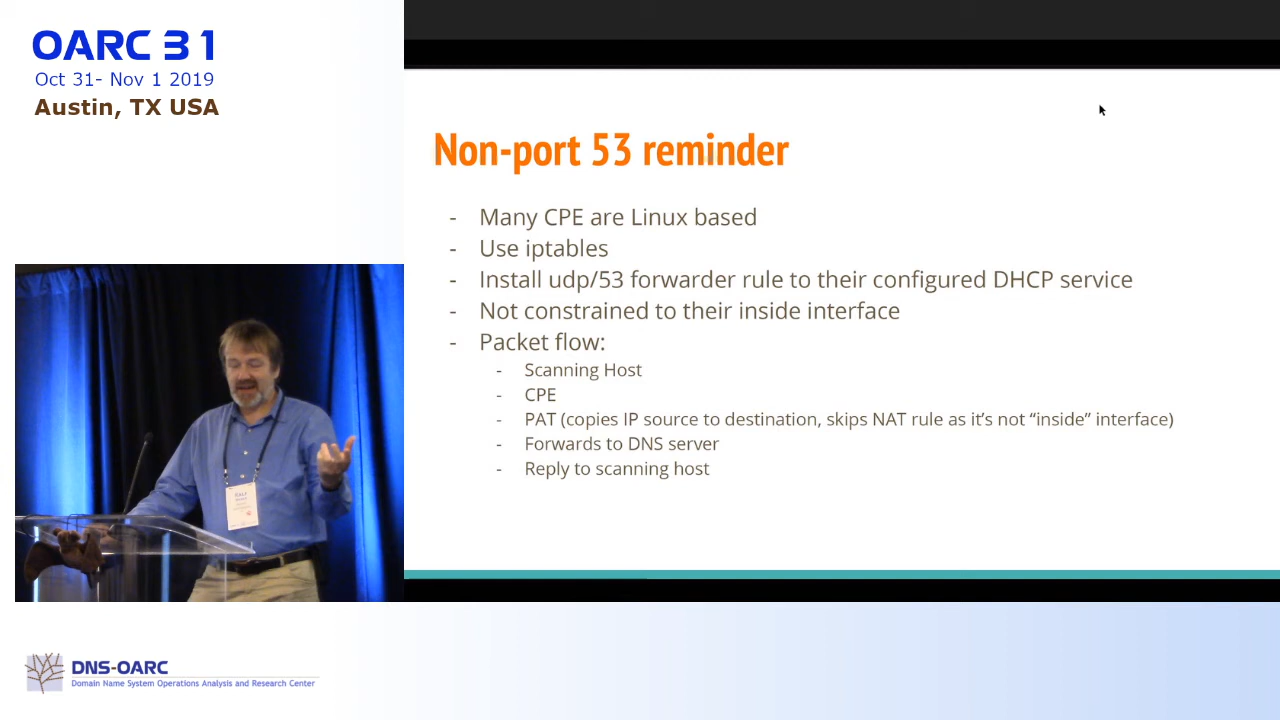 OARC 31
Oct 31- Nov 1 2019
Austin, TX USA
Non-port 53 reminder
- Many CPE are Linux based
- Use iptables
- Install udp/53 forwarder rule to their configured DHCP service
- Not constrained to their inside interface
- Packet flow:
- Scanning Host
- CPE
- PAT (copies IP source to destination, skips NAT rule as it's not “inside” interface)
- Forwards to DNS server
- Reply to scanning host
DNS-OARC
Domain Name System Operations Analysis and Research Center